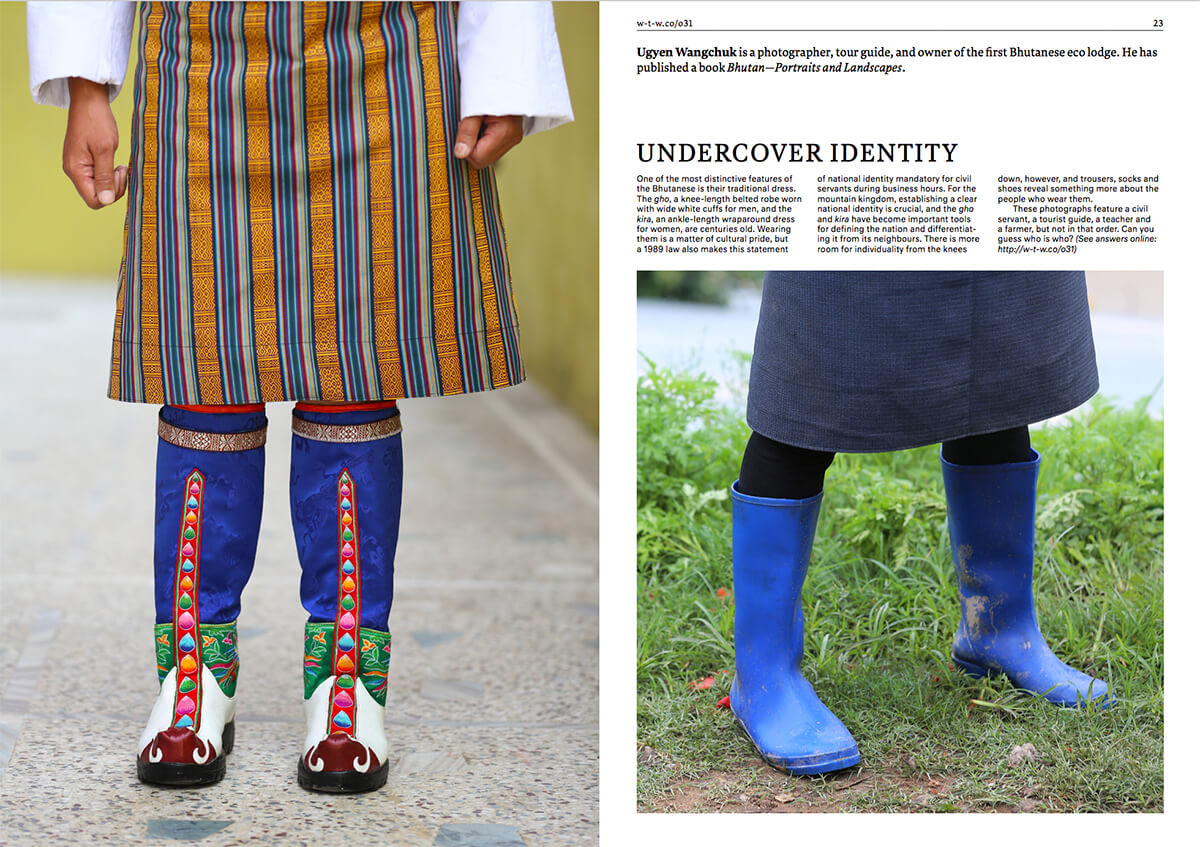 w-t-w.co/o31
23
Ugyen Wangchuk is a photographer, tour guide, and owner of the first Bhutanese eco lodge. He has
published a book Bhutan—Portraits and Landscapes.
UNDERCOVER IDENTITY
One of the most distinctive features of
the Bhutanese is their traditional dress.
The gho, a knee-length belted robe worn
with wide white cuffs for men, and the
kira, an ankle-length wraparound dress
for women, are centuries old. Wearing
them is a matter of cultural pride, but
a 1989 law also makes this statement
of national identity mandatory for civil
servants during business hours. For the
mountain kingdom, establishing a clear
national identity is crucial, and the gho
and kira have become important tools
for defining the nation and differentiat-
ing it from its neighbours. There is more
room for individuality from the knees
down, however, and trousers, socks and
shoes reveal something more about the
people who wear them.
These photographs feature a civil
servant, a tourist guide, a teacher and
a farmer, but not in that order. Can you
guess who is who? (See answers online:
http://w-t-w.co/o31)